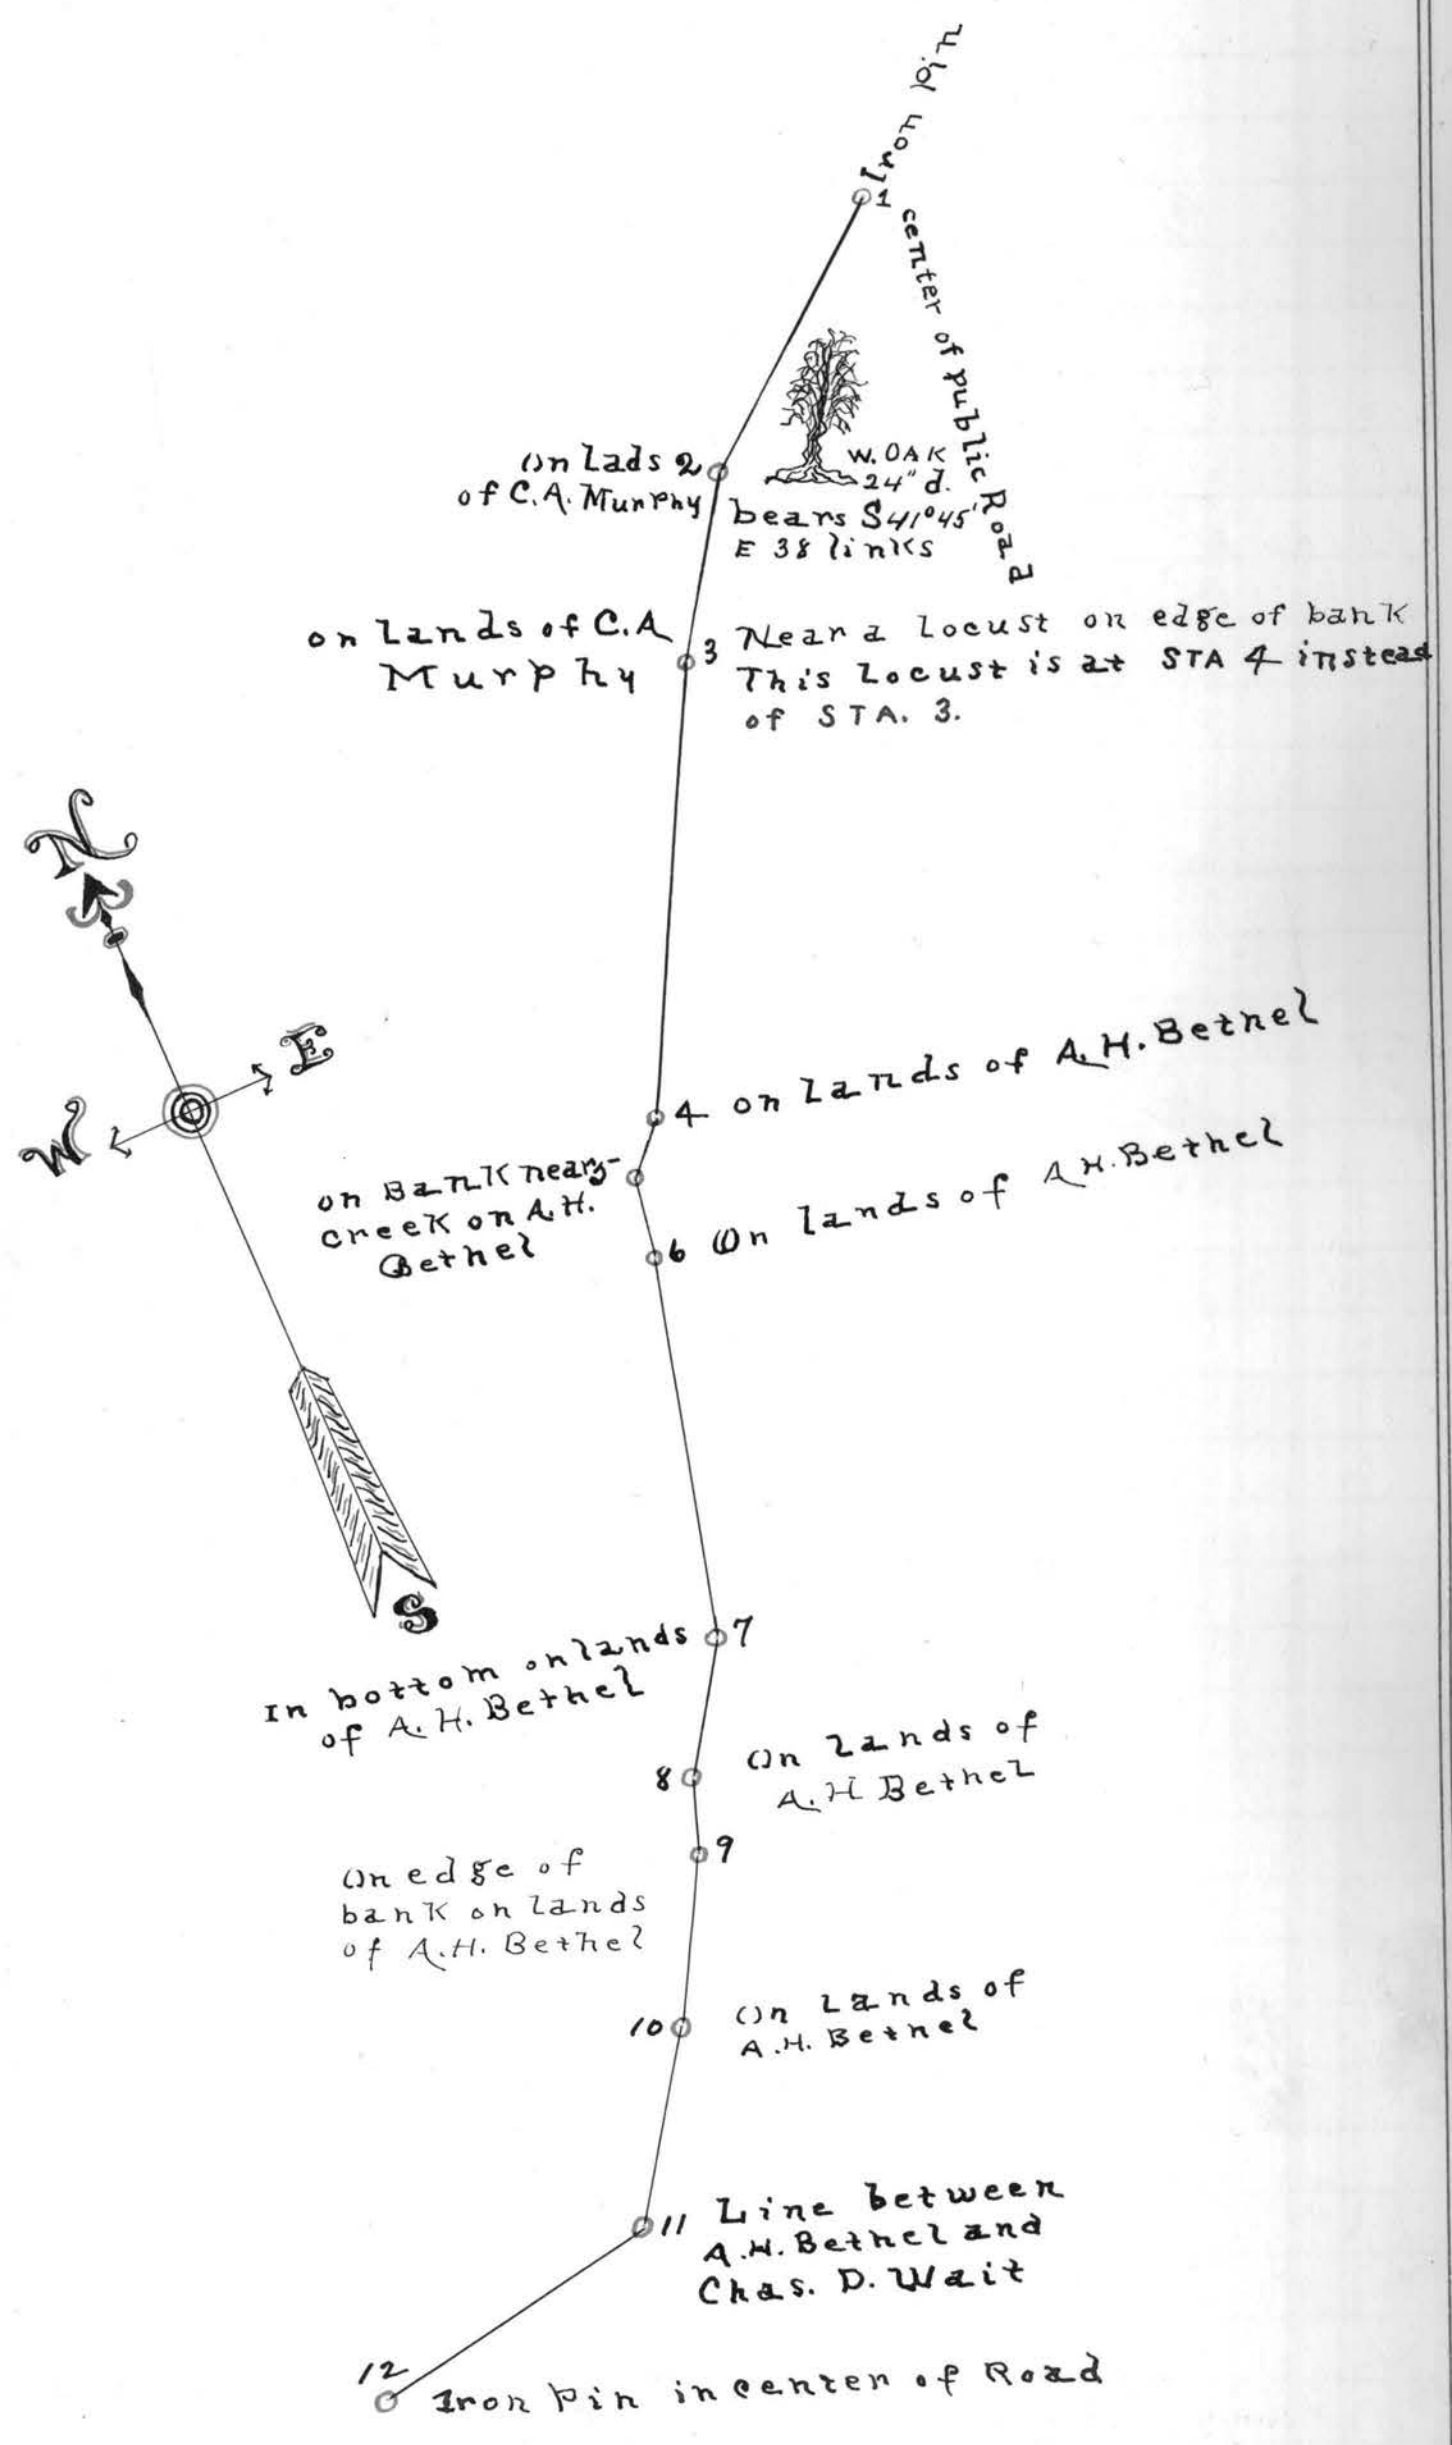 Iron pin
1
center of public Road
W. OAK
24" d.
On Lads 2
of C.A. Murphy
bears S 41° 45'
E 38 links
on Lands of C.A
Murphy
3 Near a Locust on edge of bank
This Locust is at STA 4 instead
of STA. 3.
N
E
W
S
4 on Lands of A.H. Bethel
on Bank near 5
creek on A.H.
Bethel
6 On lands of A H. Bethel
7
In bottom on lands
of A. H. Bethel
8
On Lands of
A. H Bethel
9
On edge of
bank on Lands
of A.H. Bethel
10
On Lands of
A.H. Bethel
11 Line between
A.H. Bethel and
Chas. D. Wait
12
Iron Pin in center of Road